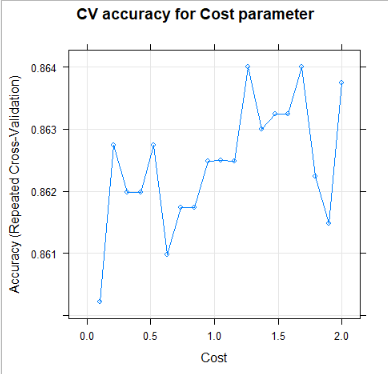 CV accuracy for Cost parameter
0.864
0.863
0.862
0.861
Accuracy (Repeated Cross-Validation)
0.0 0.5 1.0 1.5 2.0
Cost